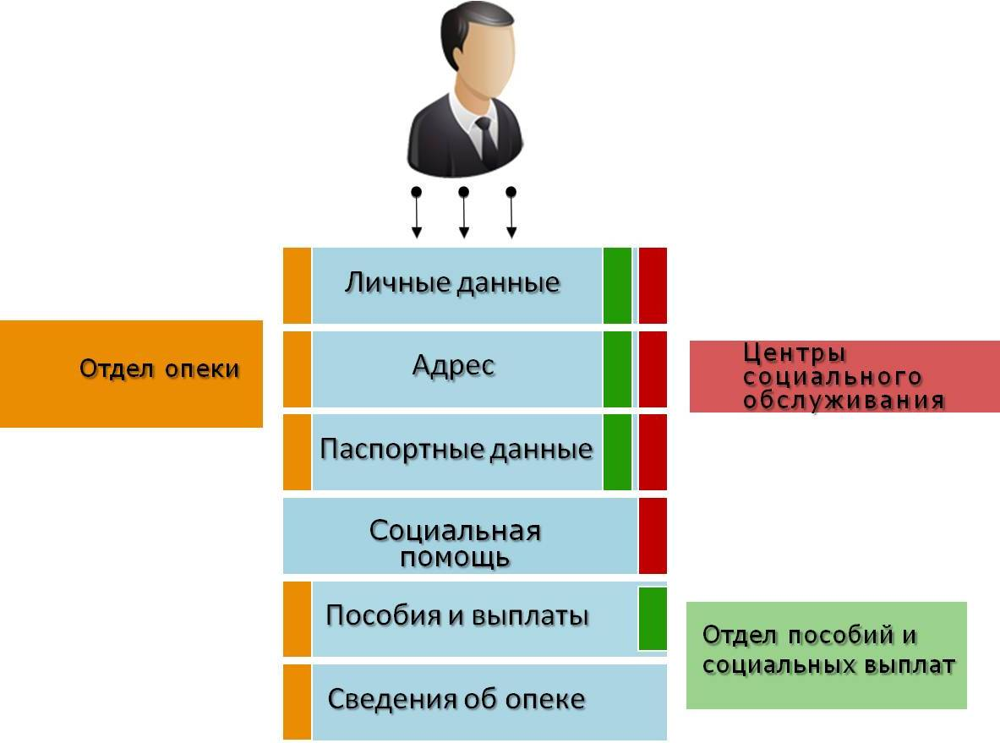 Личные данные
Отдел опеки
Адрес
Центры
социального
обслуживания
Паспортные данные
Социальная
помощь
Пособия и выплаты
Отдел пособий и
социальных выплат
Сведения об опеке